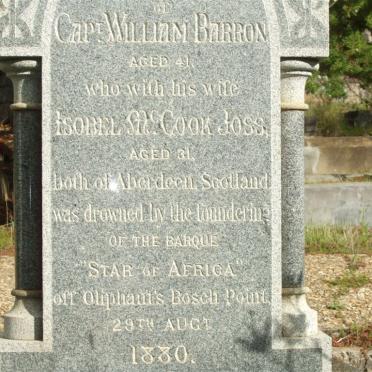 OF
CAPT WILLIAM BARRON
AGED 41,
who with his wife
ISOBEL MCCOOK JOSS,
AGED 31,
both of Aberdeen, Scotland
was drowned by the foundering
OF THE BARQUE
"STAR OF AFRICA"
off Oliphant's Bosch Point,
29TH AUGT
1880.